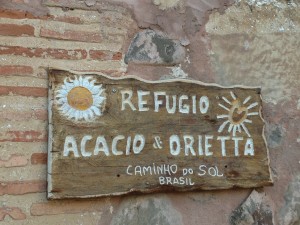 REFUGIO
ACACIO & ORIETTA
CAMINHO DO SOL
BRASIL